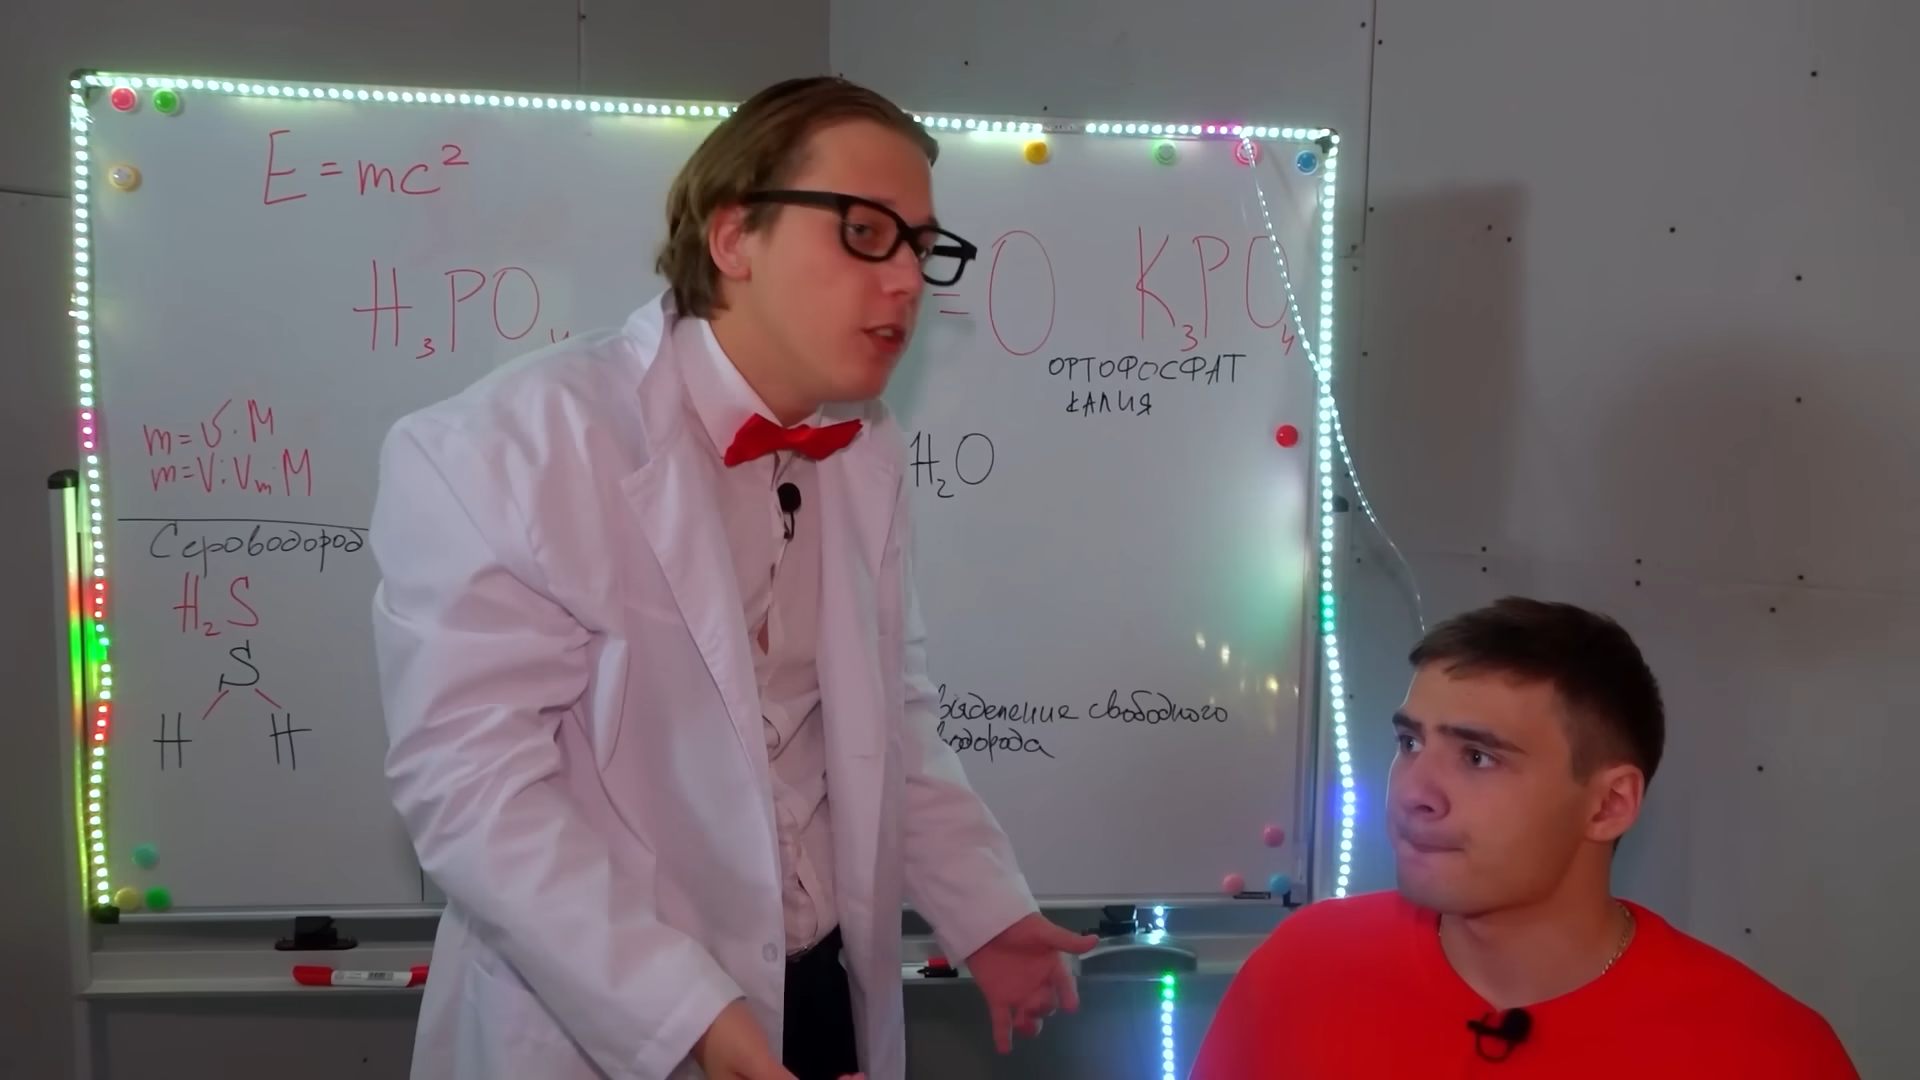 E = mc²
H₃PO₄ = O K₃PO₄
ОРТОФОСФАТ
КАЛИЯ
m = υ · M
m = V : Vₘ · M
H₂O
Сероводород
H₂S
S
H H
выделение свободного
водорода